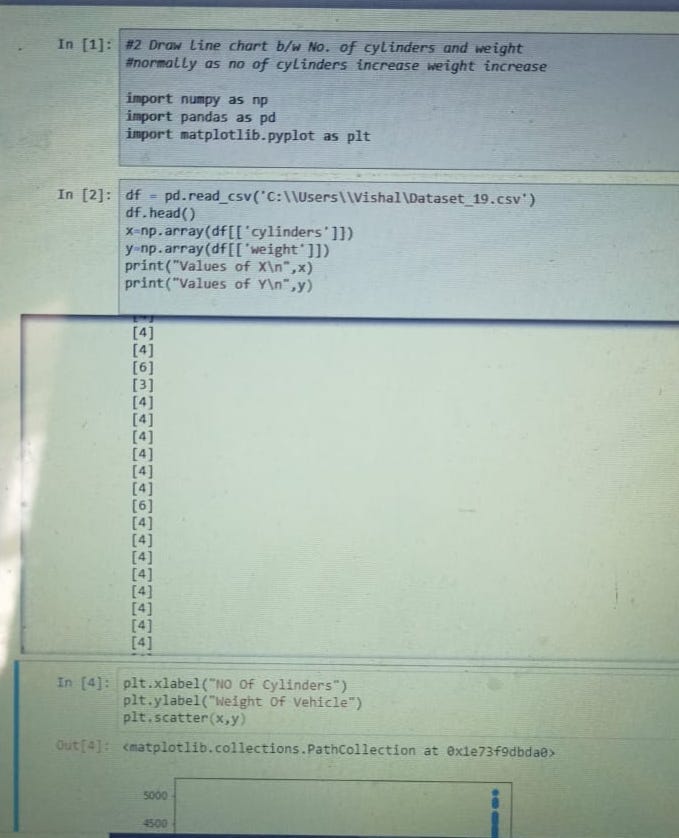 In [1]: #2 Draw Line chart b/w No. of cylinders and weight
#normally as no of cylinders increase weight increase
import numpy as np
import pandas as pd
import matplotlib.pyplot as plt
In [2]: df = pd.read_csv('C:\\Users\\Vishal\Dataset_19.csv')
df.head()
x=np.array(df[['cylinders']])
y=np.array(df[['weight']])
print("Values of X\n",x)
print("Values of Y\n",y)
[4]
[4]
[6]
[3]
[4]
[4]
[4]
[4]
[4]
[4]
[6]
[4]
[4]
[4]
[4]
[4]
[4]
[4]
[4]
In [4]: plt.xlabel("NO Of Cylinders")
plt.ylabel("Weight Of Vehicle")
plt.scatter(x,y)
Out[4]: <matplotlib.collections.PathCollection at 0x1e73f9dbda0>
5000
4500